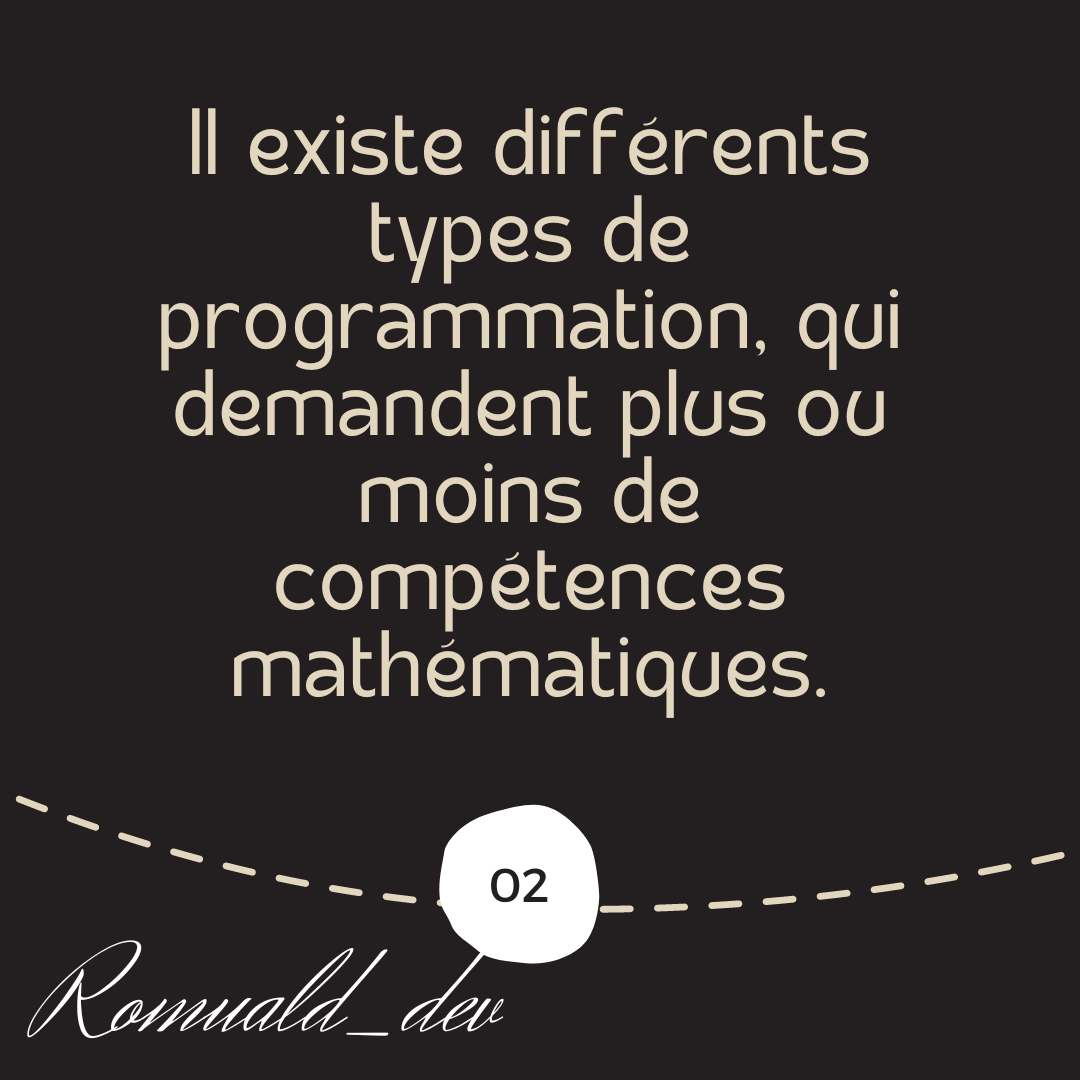 Il existe différents
types de
programmation, qui
demandent plus ou
moins de
compétences
mathématiques.
02
Romuald_dev